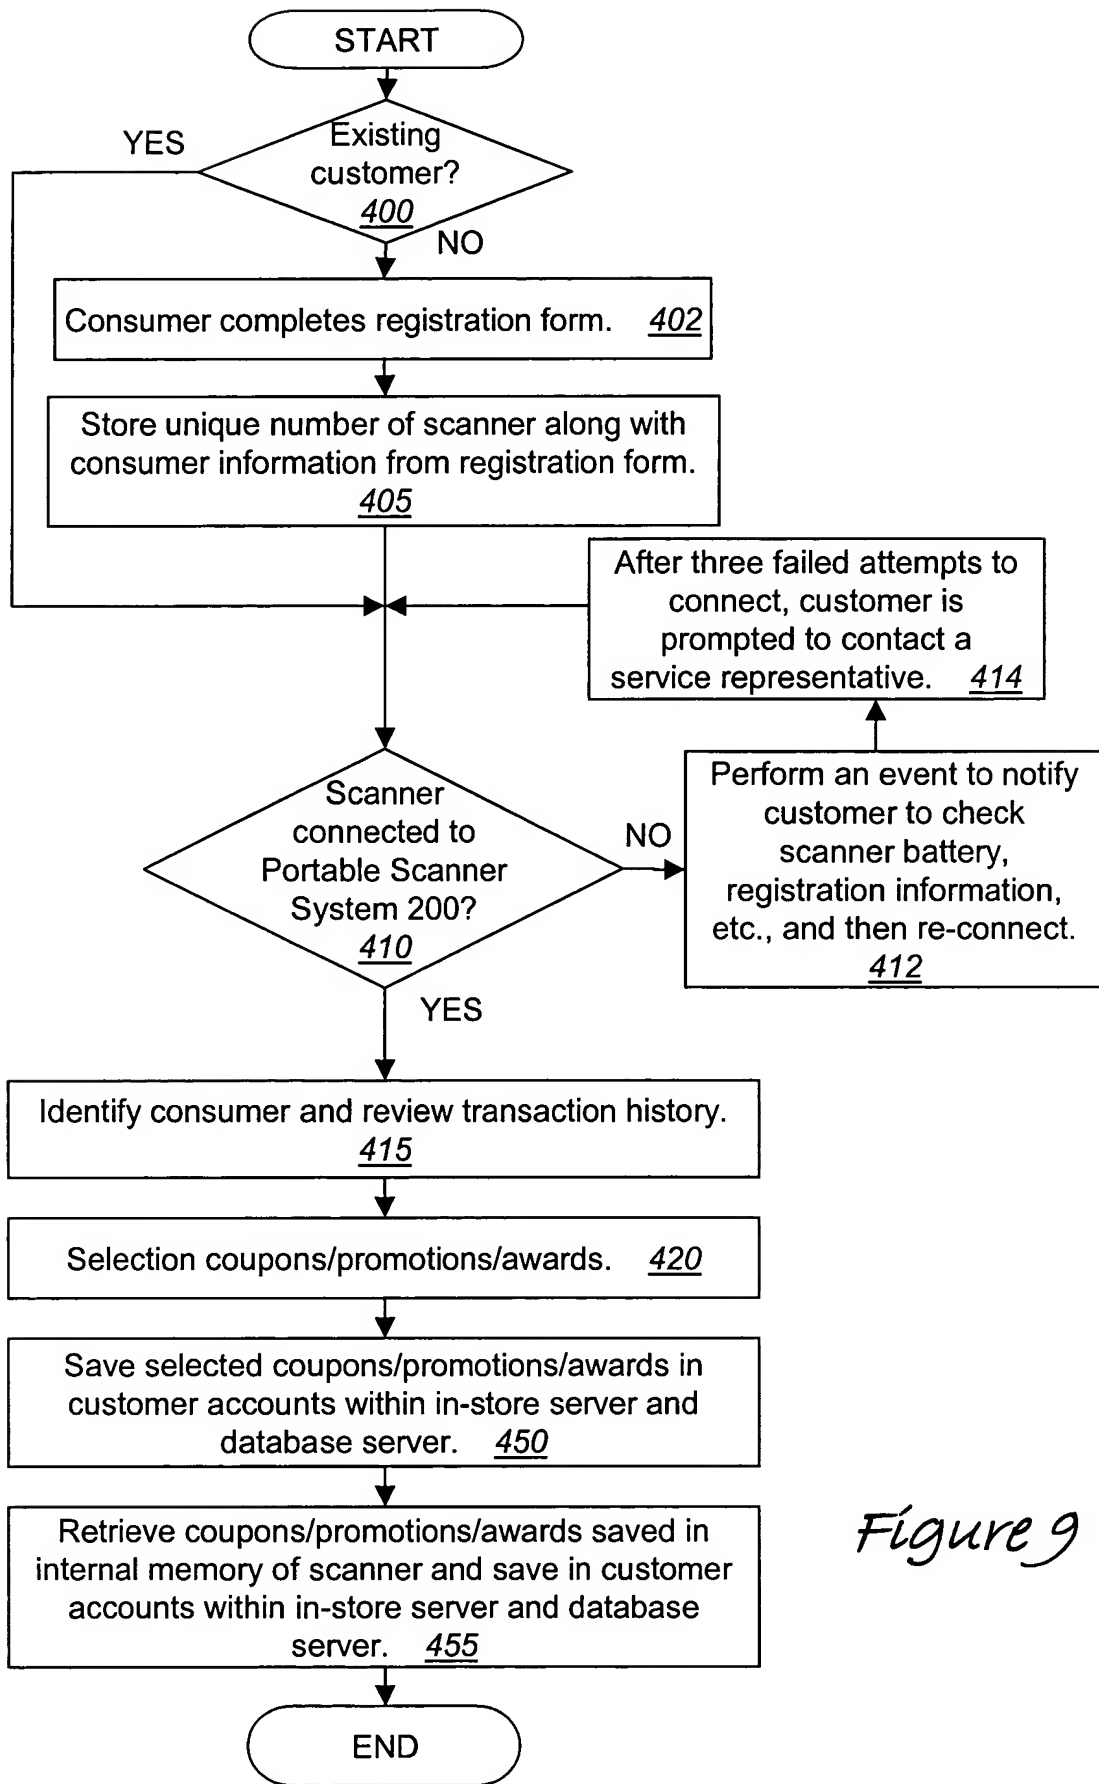 START
YES
Existing
customer?
400
NO
Consumer completes registration form. 402
Store unique number of scanner along with
consumer information from registration form.
405
After three failed attempts to
connect, customer is
prompted to contact a
service representative. 414
Scanner
connected to
Portable Scanner
System 200?
410
NO
Perform an event to notify
customer to check
scanner battery,
registration information,
etc., and then re-connect.
412
YES
Identify consumer and review transaction history.
415
Selection coupons/promotions/awards. 420
Save selected coupons/promotions/awards in
customer accounts within in-store server and
database server. 450
Retrieve coupons/promotions/awards saved in
internal memory of scanner and save in customer
accounts within in-store server and database
server. 455
Figure 9
END